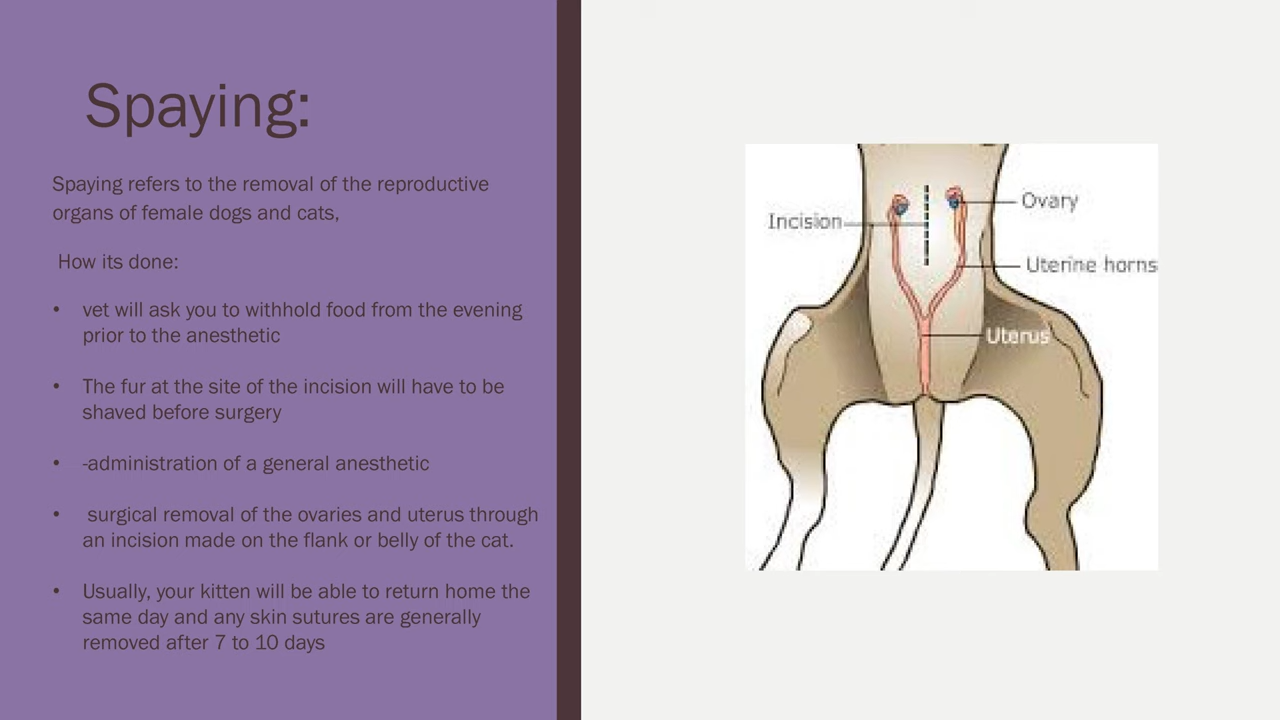 Spaying:
Spaying refers to the removal of the reproductive
organs of female dogs and cats,
How its done:
• vet will ask you to withhold food from the evening
prior to the anesthetic
• The fur at the site of the incision will have to be
shaved before surgery
• -administration of a general anesthetic
• surgical removal of the ovaries and uterus through
an incision made on the flank or belly of the cat.
• Usually, your kitten will be able to return home the
same day and any skin sutures are generally
removed after 7 to 10 days
Ovary
Incision
Uterine horns
Uterus